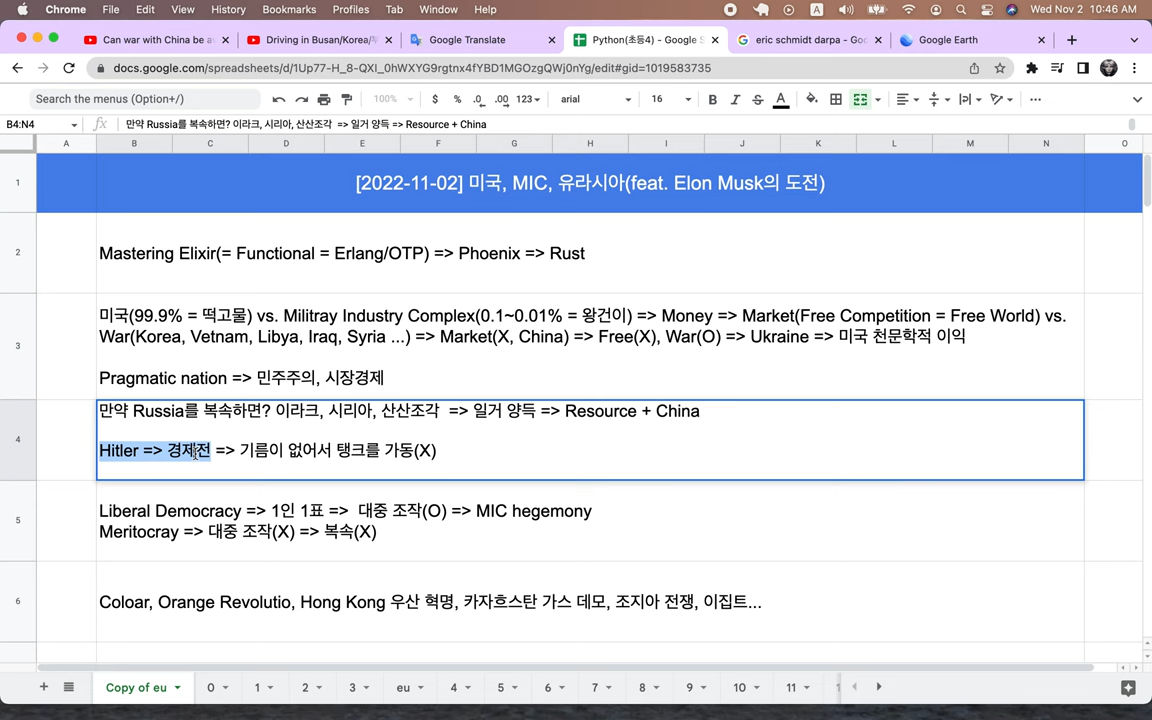 Chrome File Edit View History Bookmarks Profiles Tab Window Help Wed Nov 2 10:46 AM
Can war with China be a Driving in Busan/Korea/ Google Translate Python(초등4) - Google S eric schmidt darpa - Goo Google Earth
docs.google.com/spreadsheets/d/1Up77-H_8-QXI_0hWXYG9rgtnx4fYBD1MGOzgQWj0nYg/edit#gid=1019583735
Search the menus (Option+/) 100% $ % .0 .00 123 arial 16 B I S A
B4:N4 fx 만약 Russia를 복속하면? 이라크, 시리아, 산산조각 => 일거 양득 => Resource + China
A B C D E F G H I J K L M N O
1 [2022-11-02] 미국, MIC, 유라시아(feat. Elon Musk의 도전)
2 Mastering Elixir(= Functional = Erlang/OTP) => Phoenix => Rust
미국(99.9% = 떡고물) vs. Militray Industry Complex(0.1~0.01% = 왕건이) => Money => Market(Free Competition = Free World) vs.
3 War(Korea, Vetnam, Libya, Iraq, Syria ...) => Market(X, China) => Free(X), War(O) => Ukraine => 미국 천문학적 이익
Pragmatic nation => 민주주의, 시장경제
만약 Russia를 복속하면? 이라크, 시리아, 산산조각 => 일거 양득 => Resource + China
4
Hitler => 경제전 => 기름이 없어서 탱크를 가동(X)
Liberal Democracy => 1인 1표 => 대중 조작(O) => MIC hegemony
5
Meritocray => 대중 조작(X) => 복속(X)
6 Coloar, Orange Revolutio, Hong Kong 우산 혁명, 카자흐스탄 가스 데모, 조지아 전쟁, 이집트...
+ Copy of eu 0 1 2 3 eu 4 5 6 7 8 9 10 11